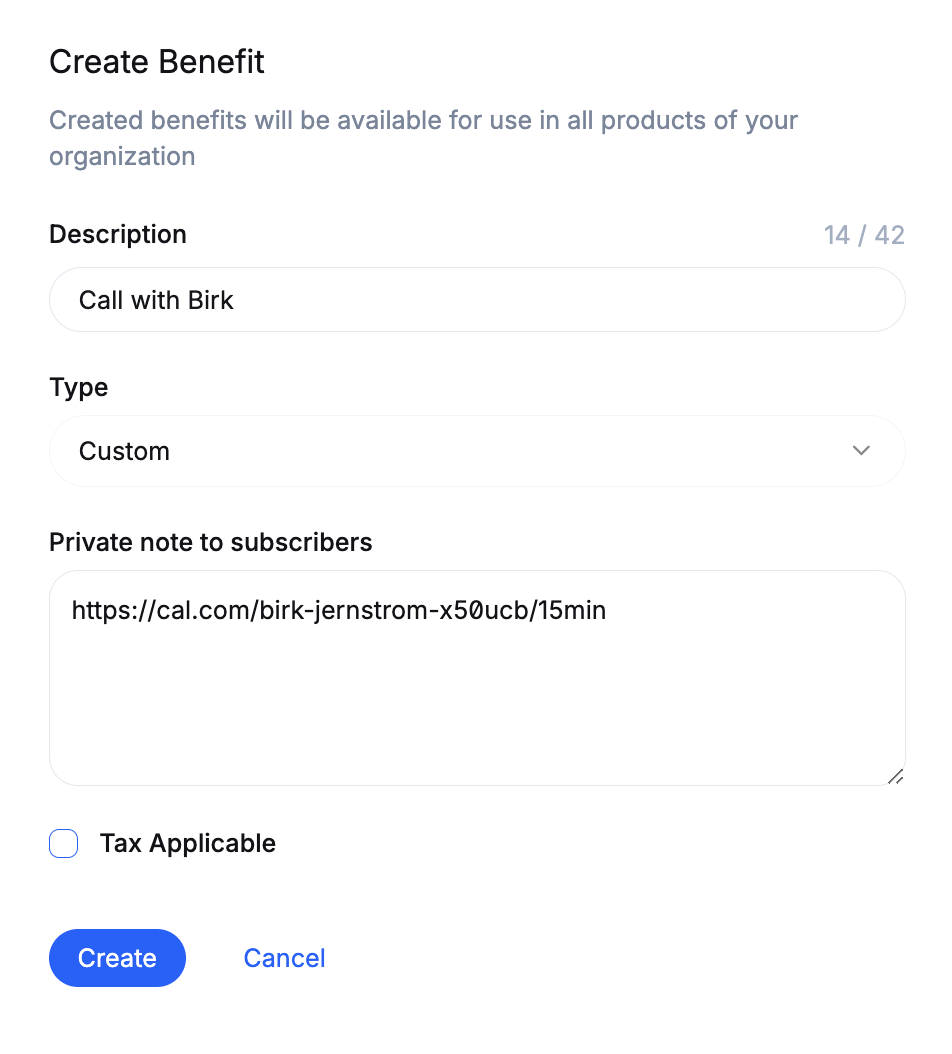 Create Benefit
Created benefits will be available for use in all products of your
organization
Description 14 / 42
Call with Birk
Type
Custom
Private note to subscribers
https://cal.com/birk-jernstrom-x50ucb/15min
Tax Applicable
Create Cancel